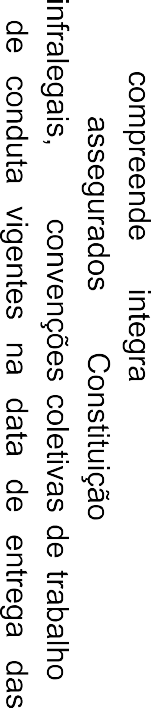 compreende integra
assegurados Constituição
infralegais, convenções coletivas de trabalho
de conduta vigentes na data de entrega das